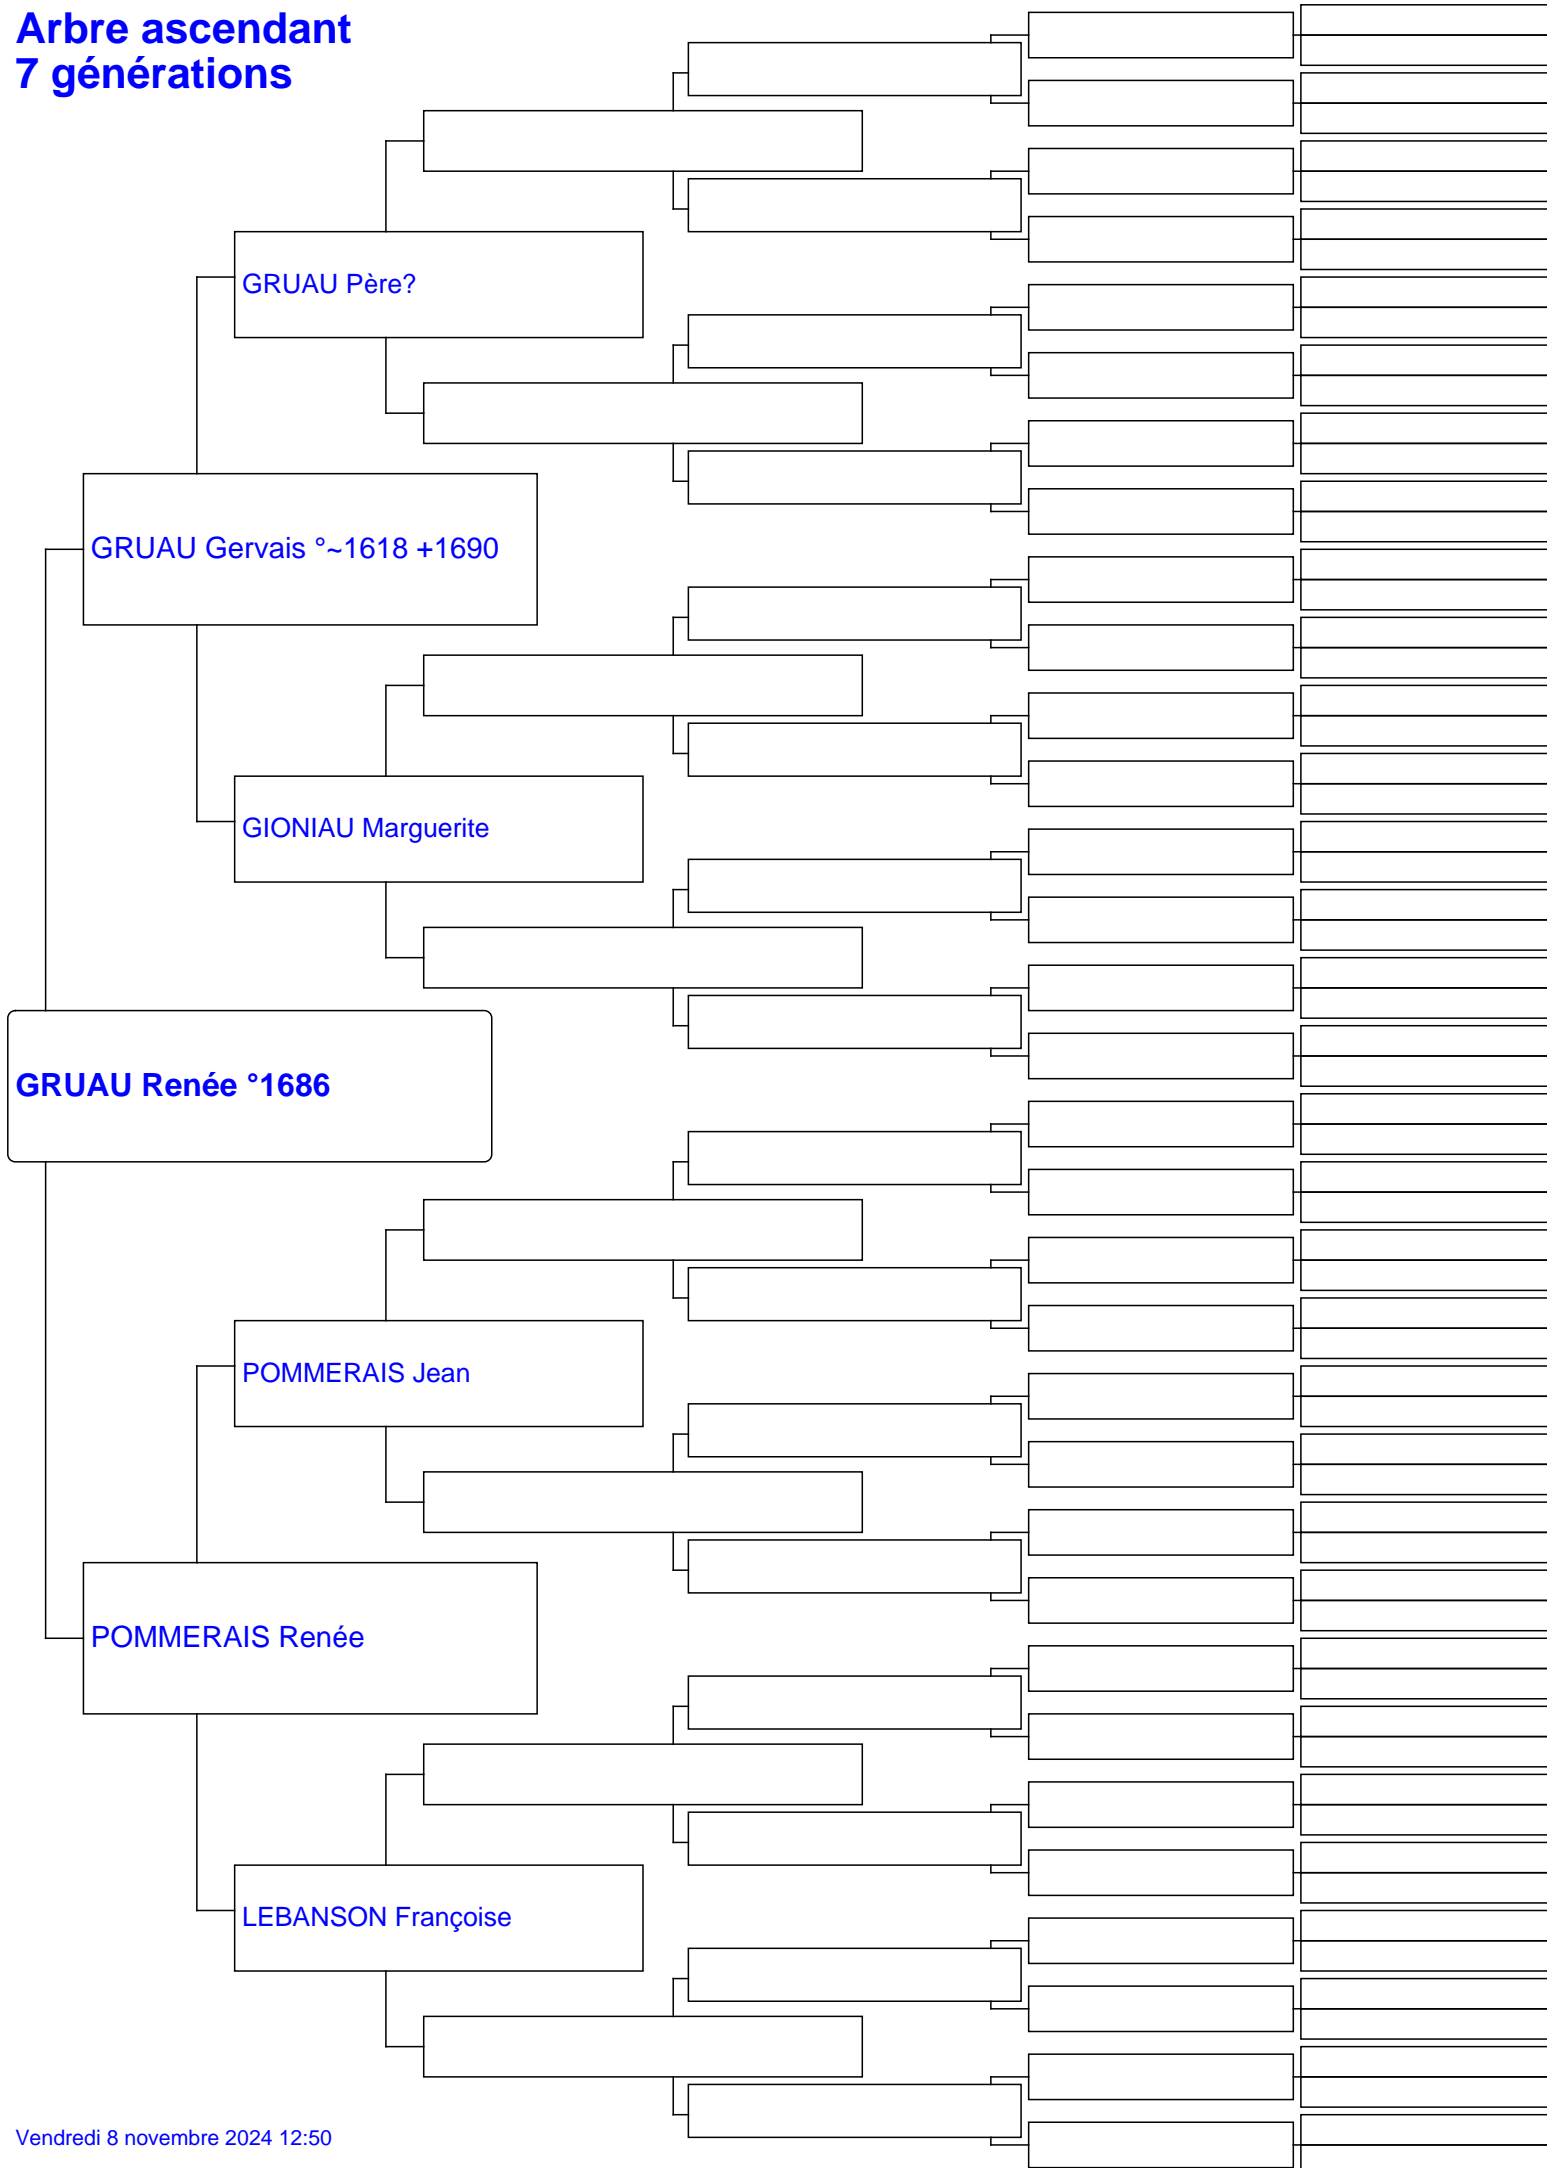 Arbre ascendant
7 générations
GRUAU Père?
GRUAU Gervais °~1618 +1690
GIONIAU Marguerite
GRUAU Renée °1686
POMMERAIS Jean
POMMERAIS Renée
LEBANSON Françoise
Vendredi 8 novembre 2024 12:50